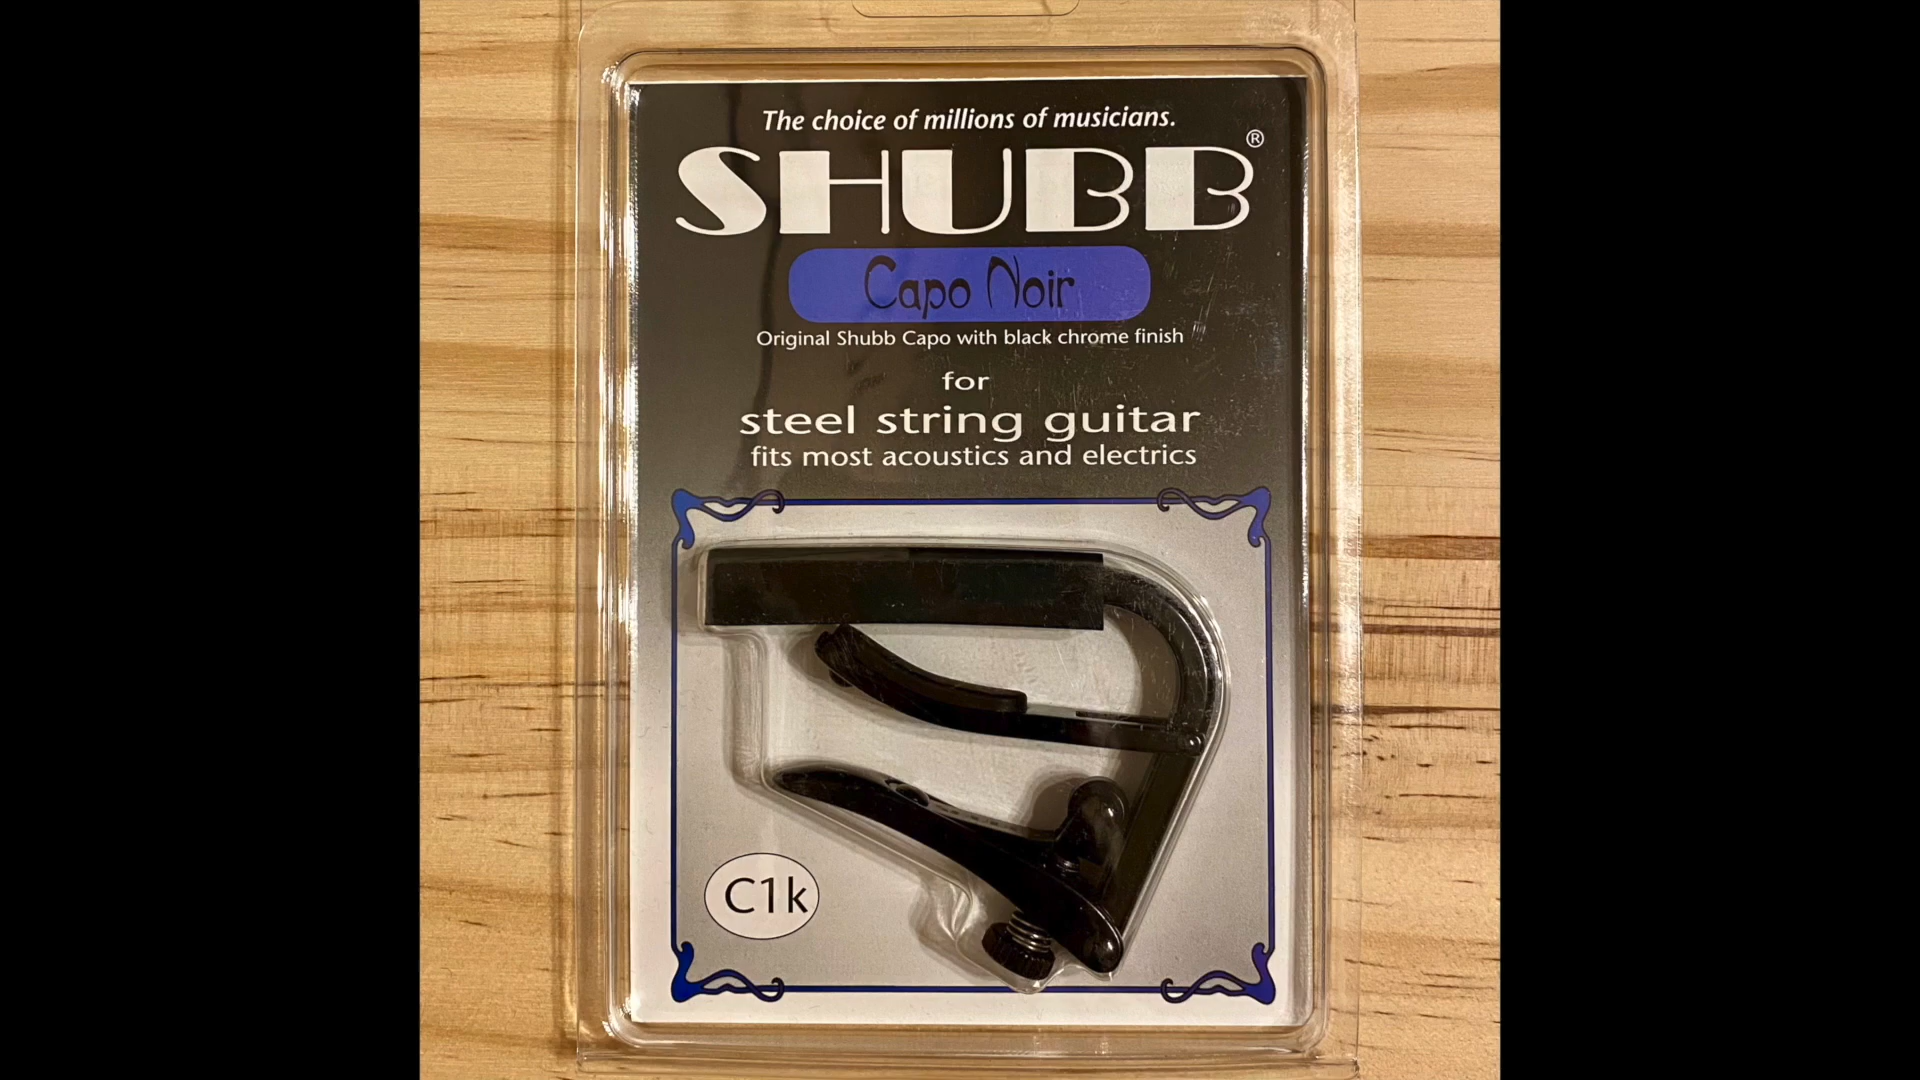 The choice of millions of musicians.
SHUBB®
Capo Noir
Original Shubb Capo with black chrome finish
for
steel string guitar
fits most acoustics and electrics
C1k